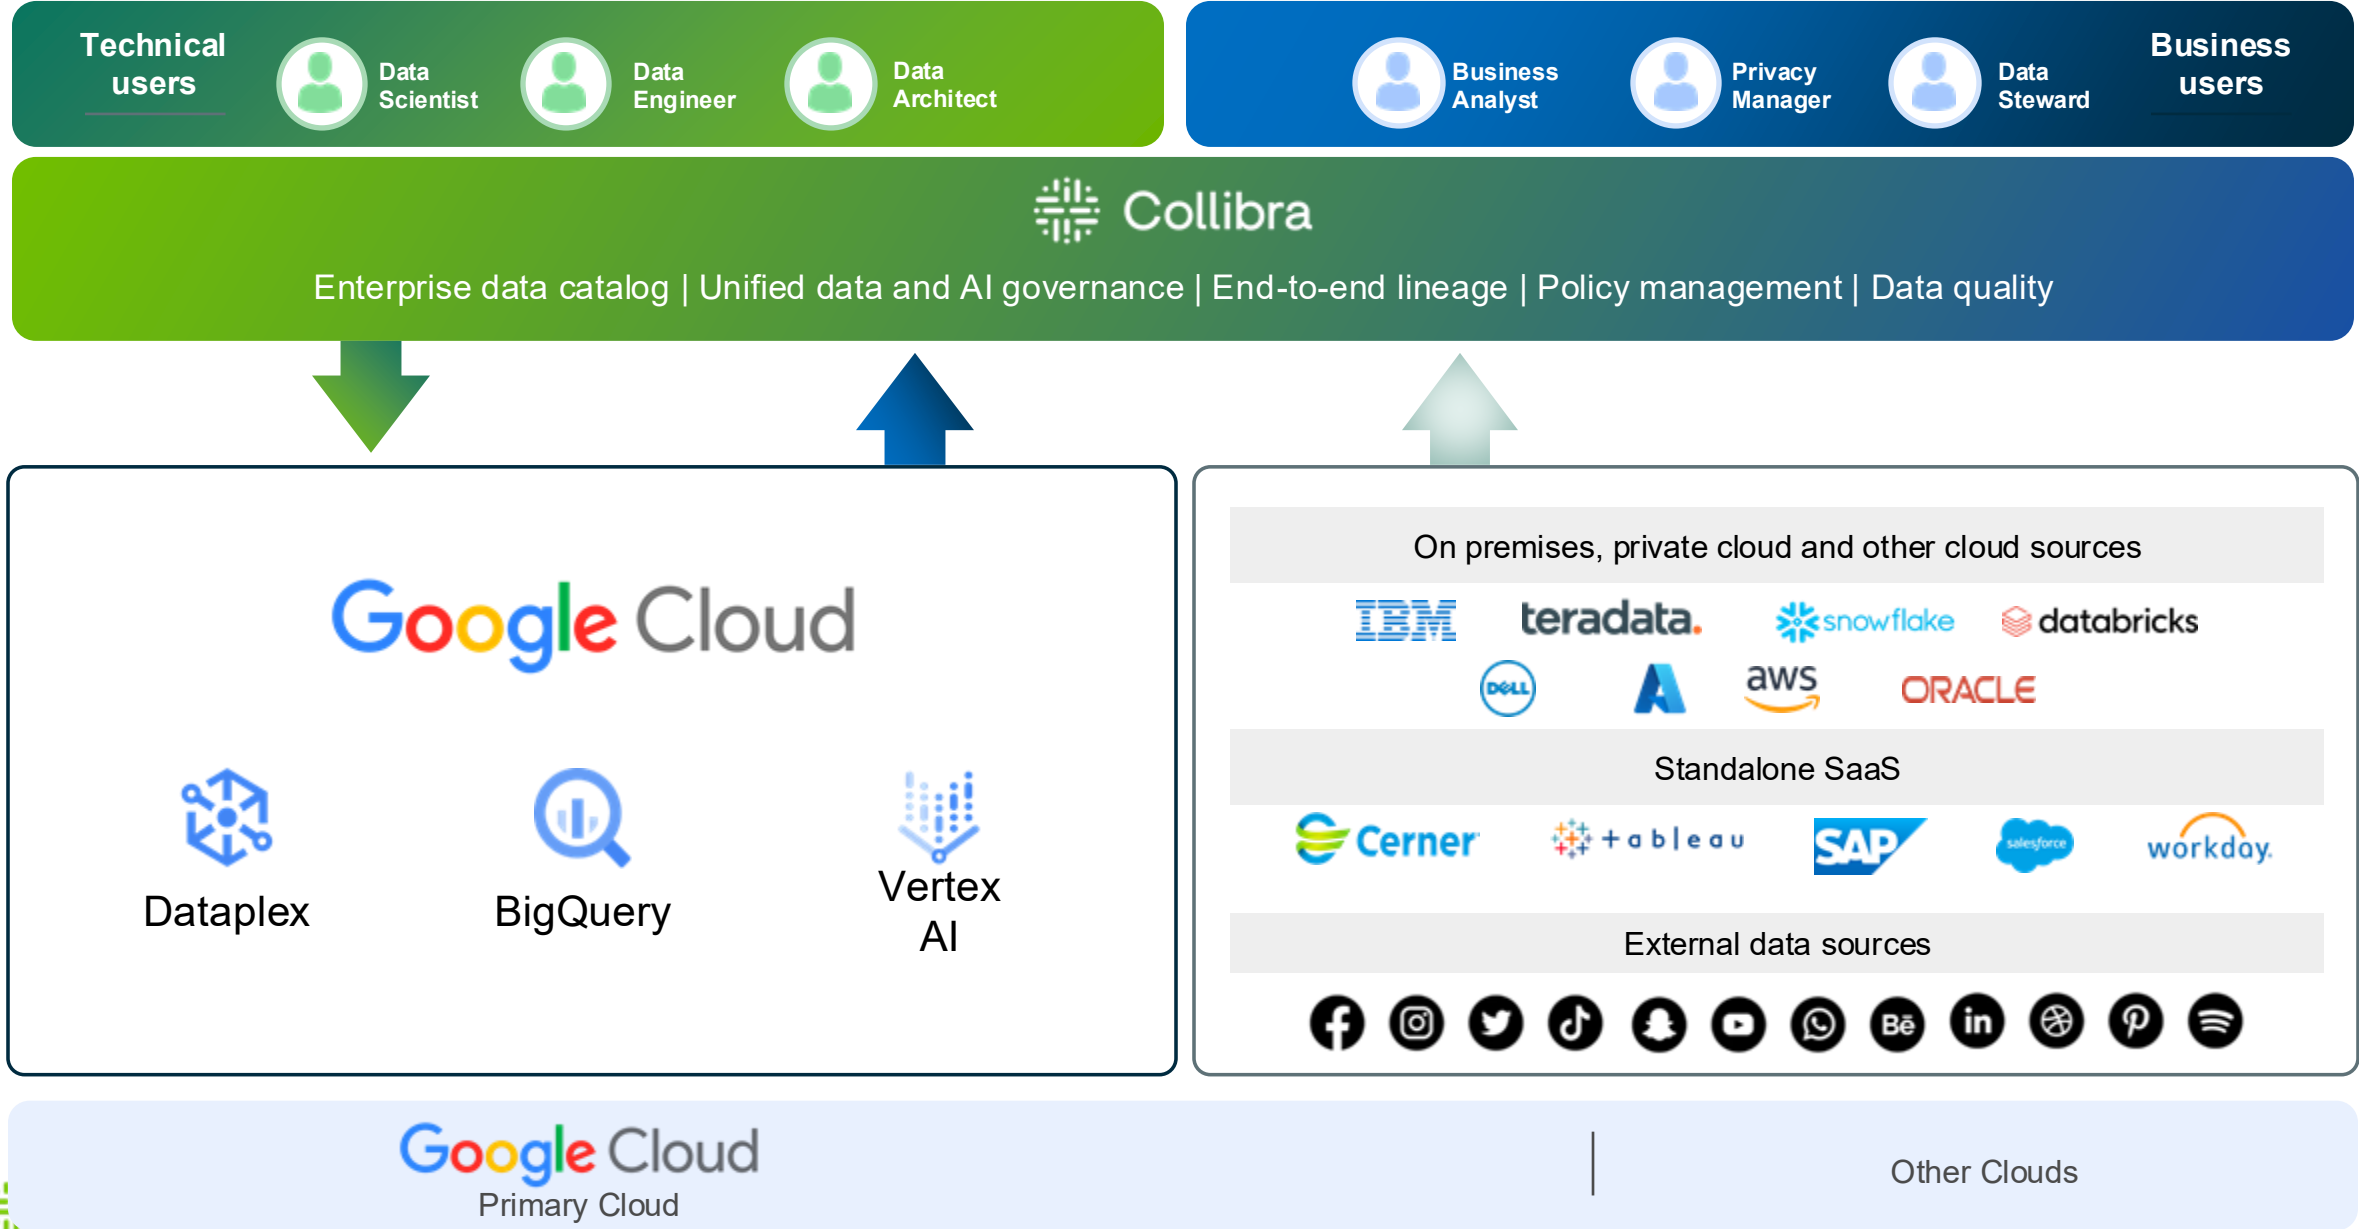 Technical
users
Data
Scientist
Data
Engineer
Data
Architect
Business
Analyst
Privacy
Manager
Data
Steward
Business
users
Collibra
Enterprise data catalog | Unified data and AI governance | End-to-end lineage | Policy management | Data quality
Google Cloud
Dataplex
BigQuery
Vertex
AI
On premises, private cloud and other cloud sources
IBM
teradata.
snowflake
databricks
DELL
aws
ORACLE
Standalone SaaS
Cerner
+ableau
SAP
salesforce
workday.
External data sources
Bē
in
Google Cloud
Primary Cloud
Other Clouds